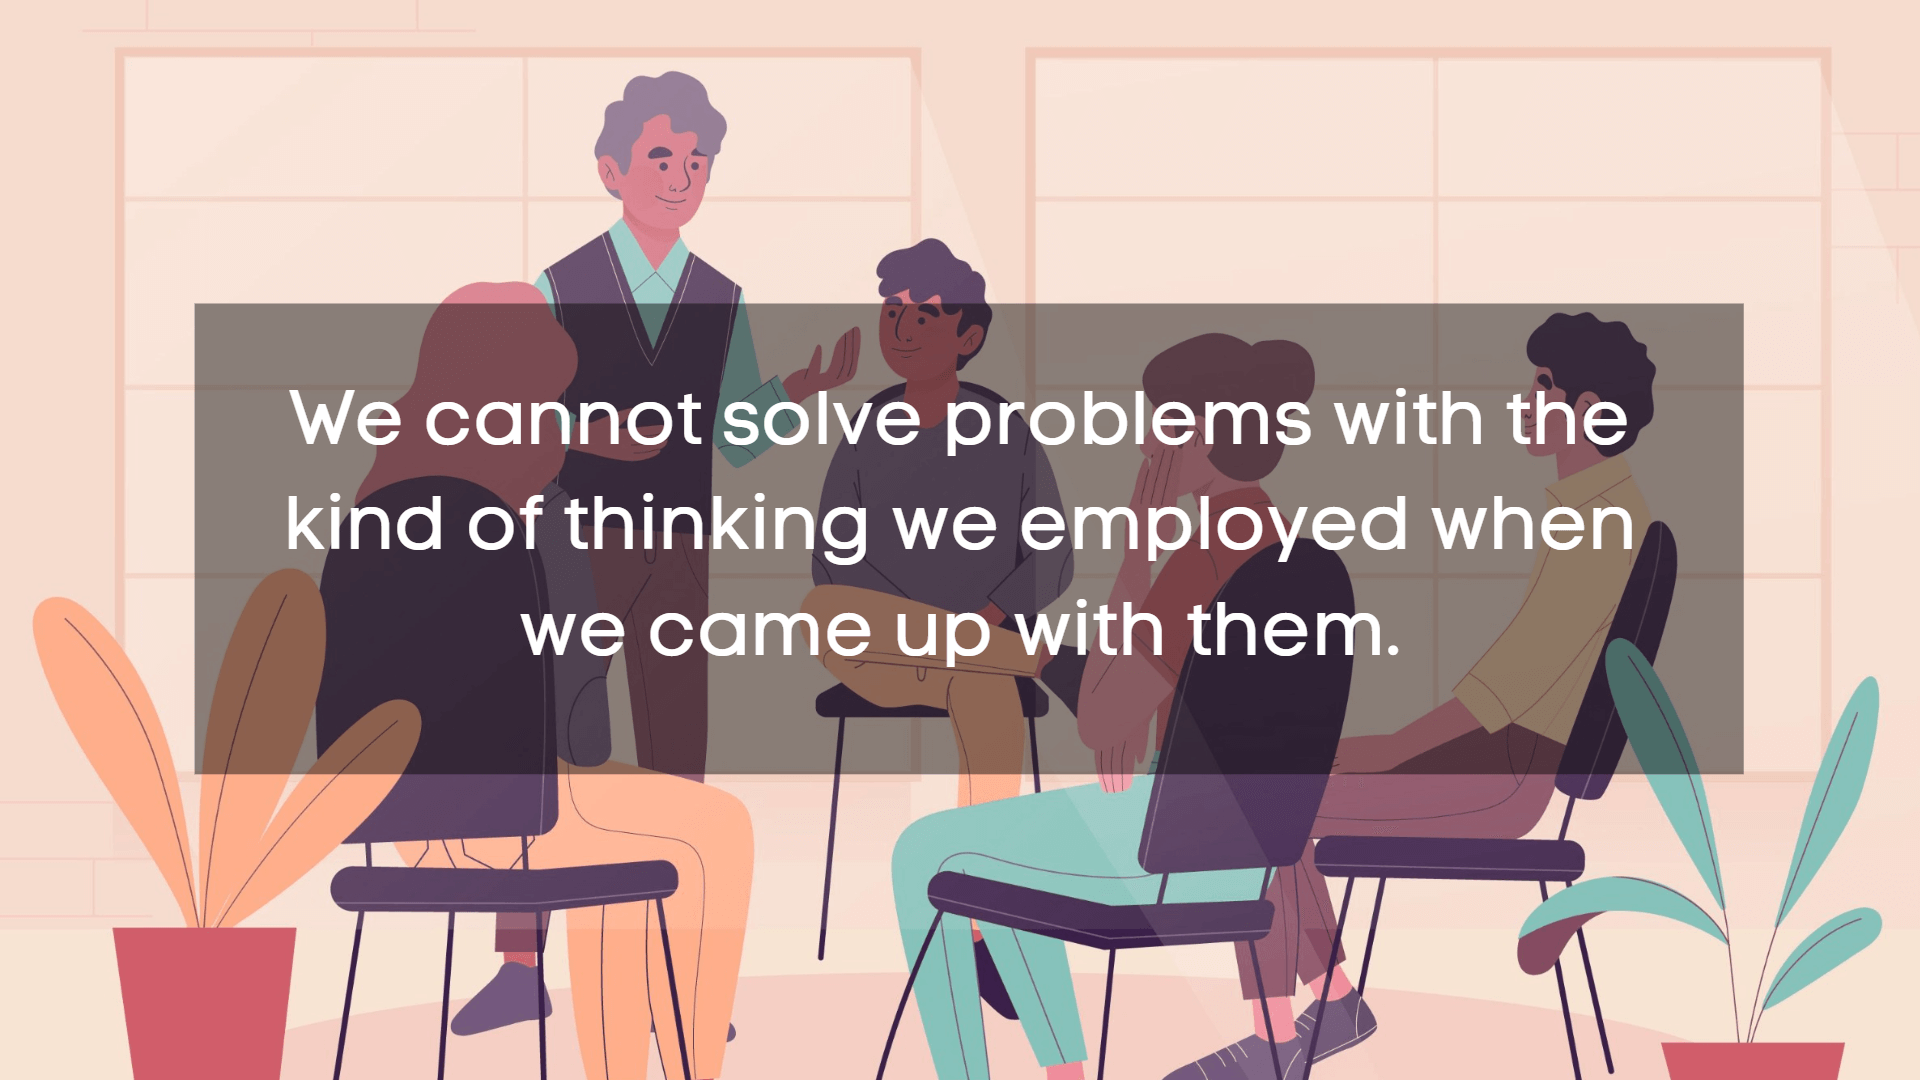 We cannot solve problems with the
kind of thinking we employed when
we came up with them.